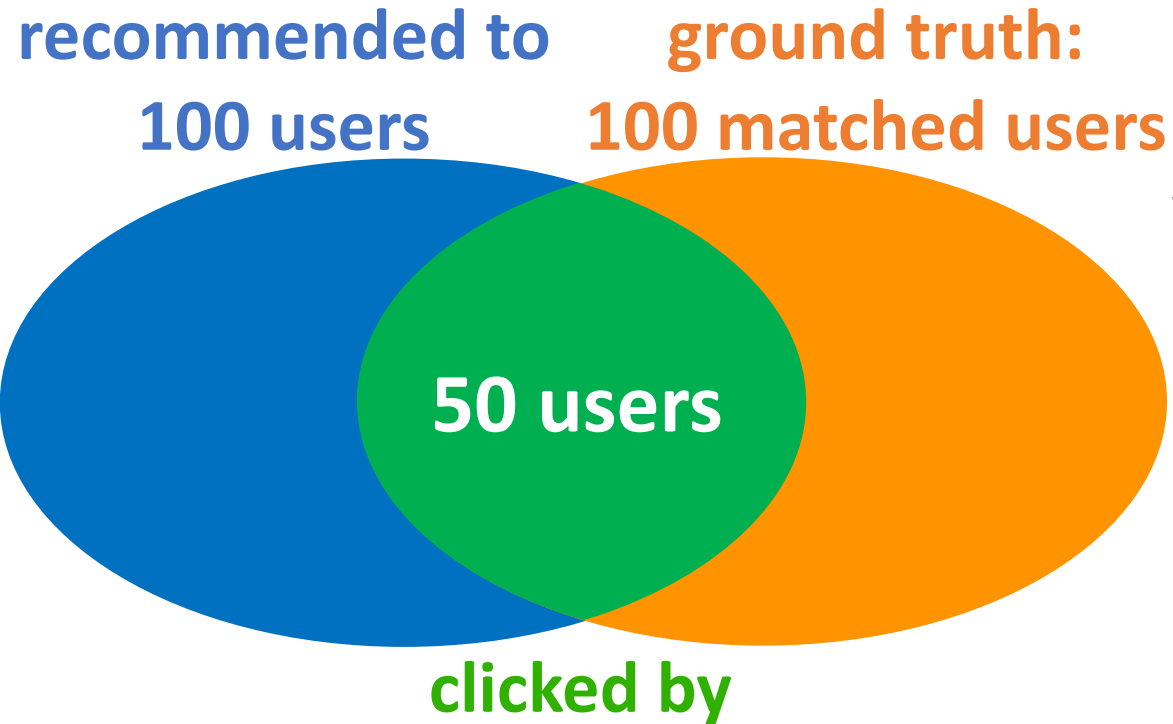 recommended to
100 users
ground truth:
100 matched users
50 users
clicked by